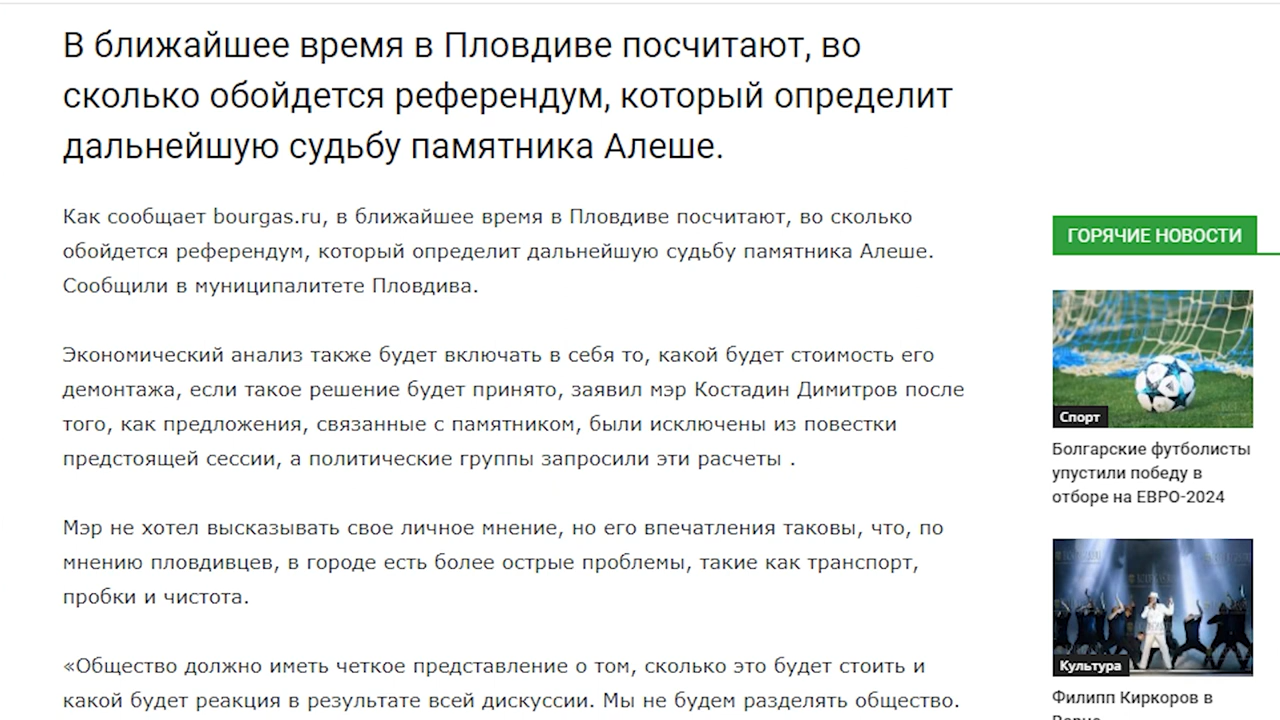 В ближайшее время в Пловдиве посчитают, во
сколько обойдется референдум, который определит
дальнейшую судьбу памятника Алеше.
Как сообщает bourgas.ru, в ближайшее время в Пловдиве посчитают, во сколько
обойдется референдум, который определит дальнейшую судьбу памятника Алеше.
Сообщили в муниципалитете Пловдива.
Экономический анализ также будет включать в себя то, какой будет стоимость его
демонтажа, если такое решение будет принято, заявил мэр Костадин Димитров после
того, как предложения, связанные с памятником, были исключены из повестки
предстоящей сессии, а политические группы запросили эти расчеты .
Мэр не хотел высказывать свое личное мнение, но его впечатления таковы, что, по
мнению пловдивцев, в городе есть более острые проблемы, такие как транспорт,
пробки и чистота.
«Общество должно иметь четкое представление о том, сколько это будет стоить и
какой будет реакция в результате всей дискуссии. Мы не будем разделять общество.
ГОРЯЧИЕ НОВОСТИ
Спорт
Болгарские футболисты
упустили победу в
отборе на ЕВРО-2024
Культура
Филипп Киркоров в